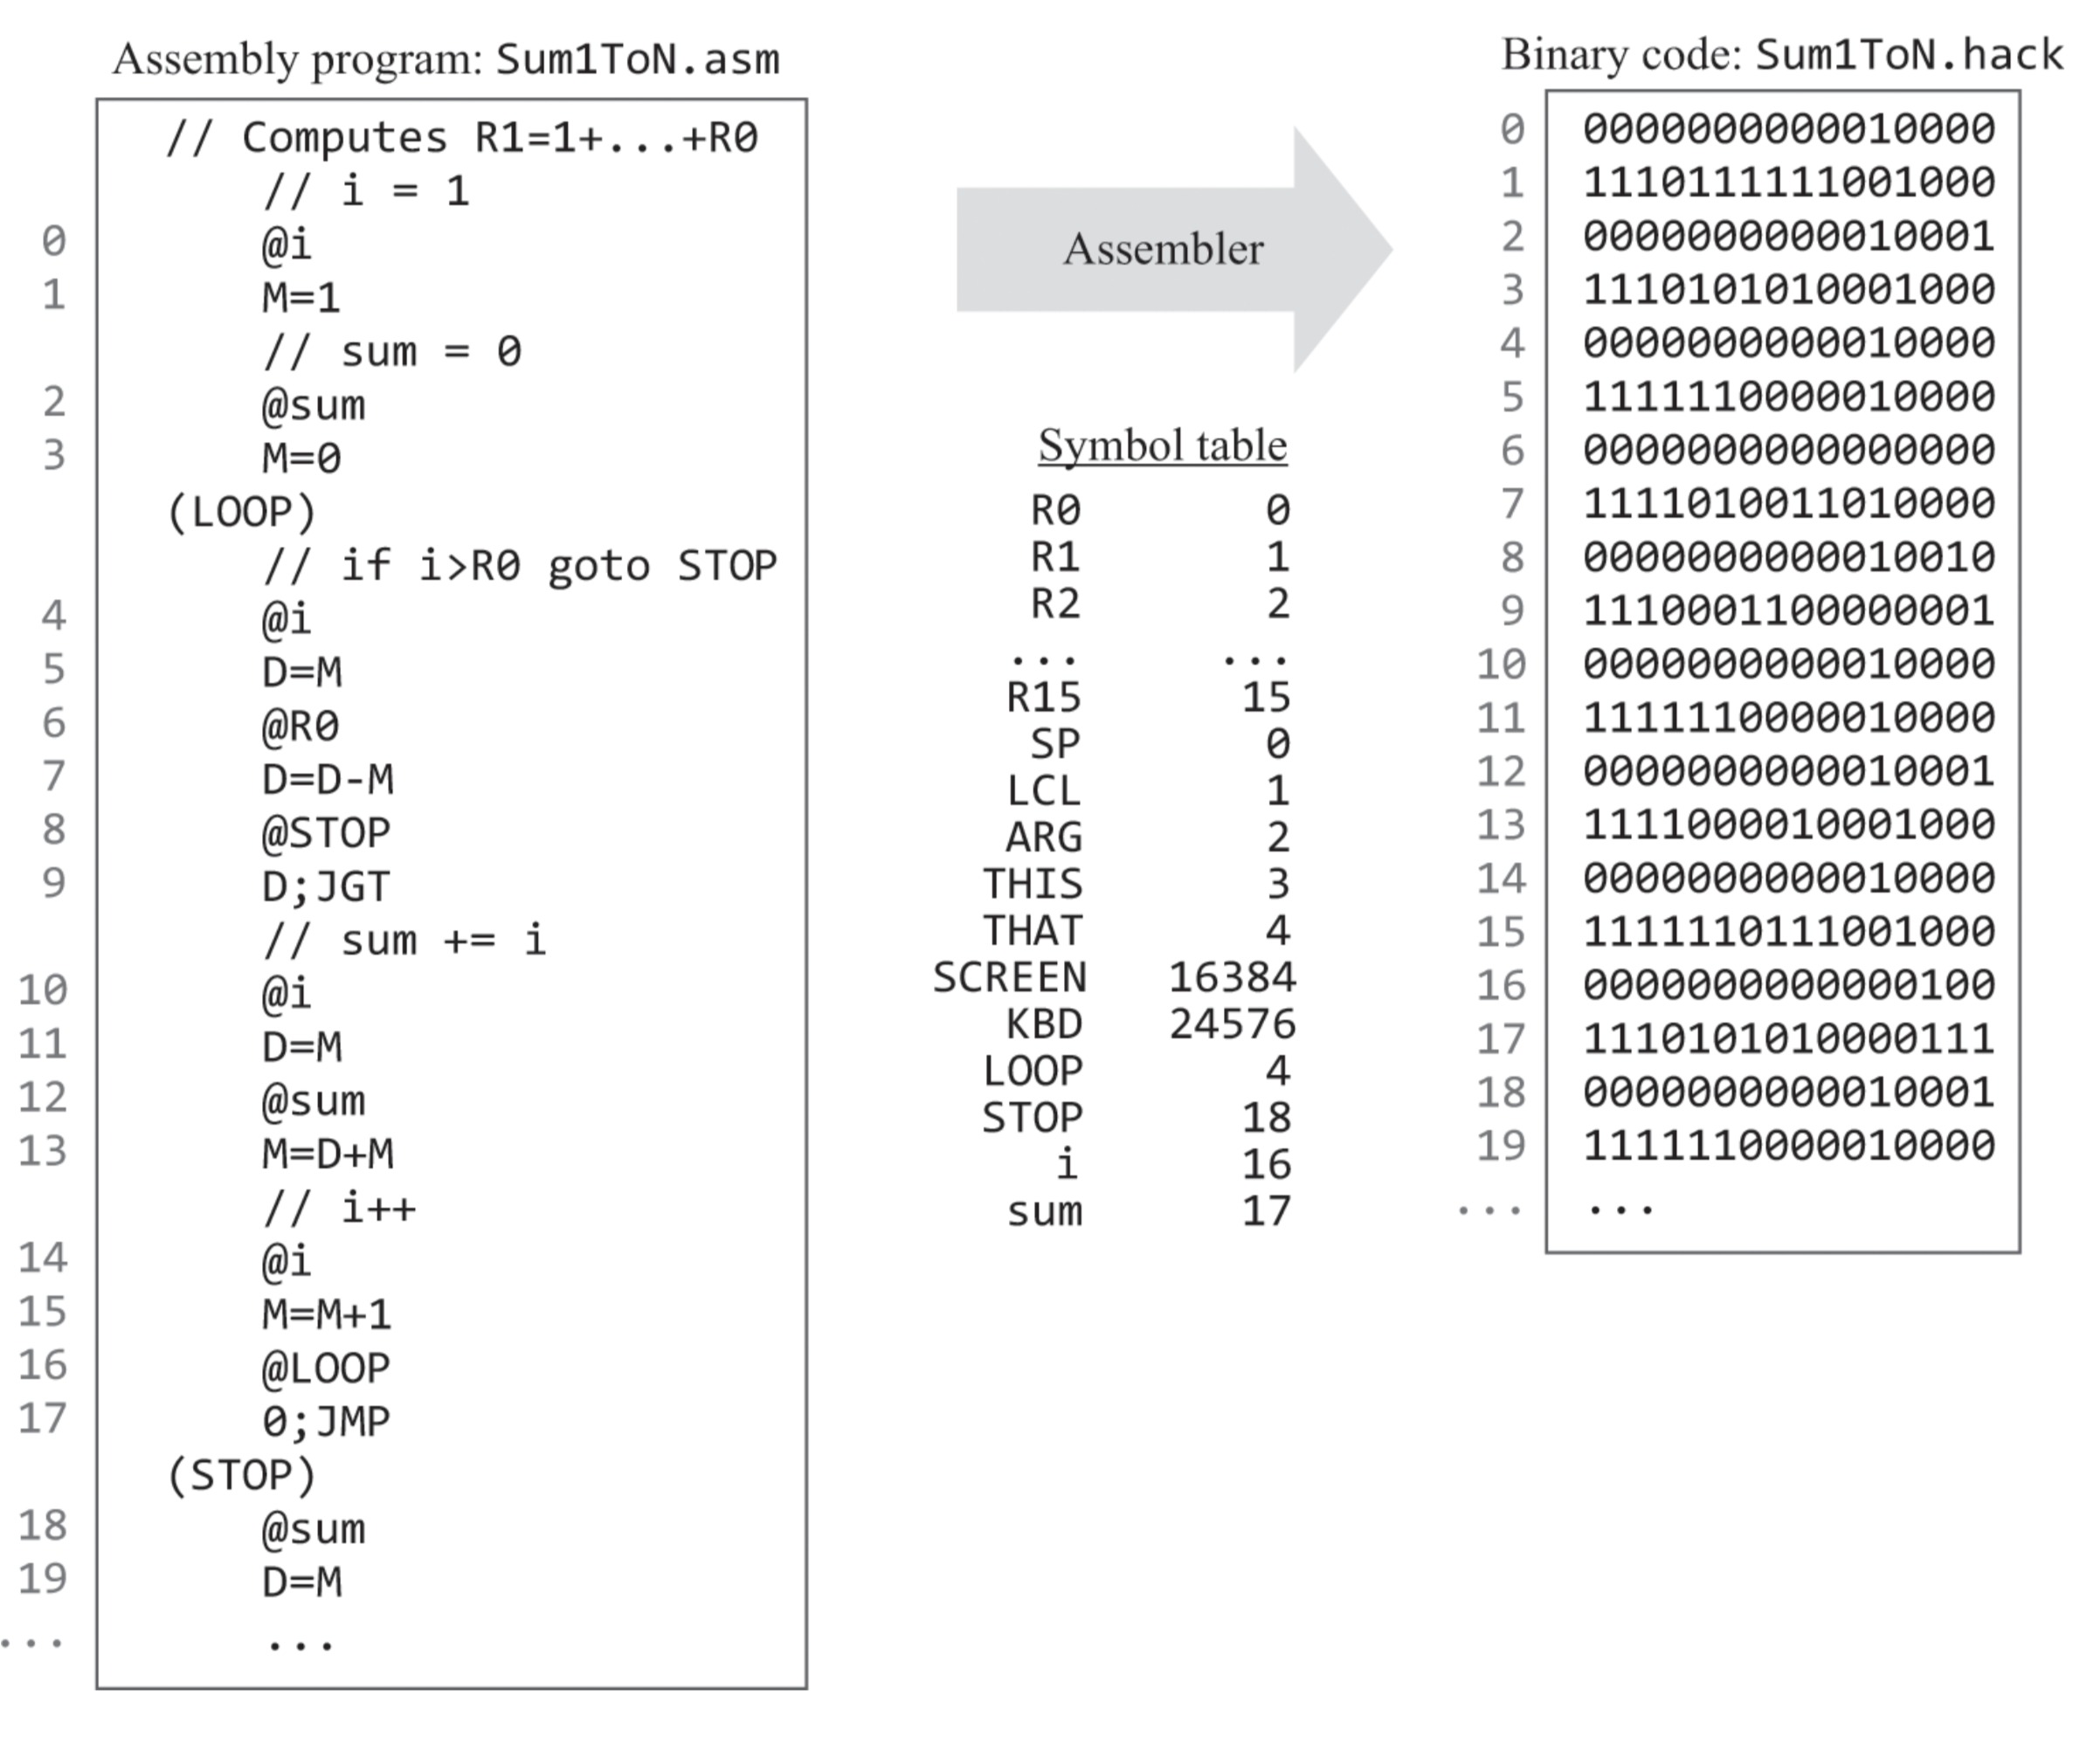 Assembly program: Sum1ToN.asm
// Computes R1=1+...+R0
// i = 1
0 @i
1 M=1
// sum = 0
2 @sum
3 M=0
(LOOP)
// if i>R0 goto STOP
4 @i
5 D=M
6 @R0
7 D=D-M
8 @STOP
9 D;JGT
// sum += i
10 @i
11 D=M
12 @sum
13 M=D+M
// i++
14 @i
15 M=M+1
16 @LOOP
17 0;JMP
(STOP)
18 @sum
19 D=M
... ...
Assembler
Symbol table
R0 0
R1 1
R2 2
... ...
R15 15
SP 0
LCL 1
ARG 2
THIS 3
THAT 4
SCREEN 16384
KBD 24576
LOOP 4
STOP 18
i 16
sum 17
Binary code: Sum1ToN.hack
0 0000000000010000
1 1110111111001000
2 0000000000010001
3 1110101010001000
4 0000000000010000
5 1111110000010000
6 0000000000000000
7 1111010011010000
8 0000000000010010
9 1110001100000001
10 0000000000010000
11 1111110000010000
12 0000000000010001
13 1111000010001000
14 0000000000010000
15 1111110111001000
16 0000000000000100
17 1110101010000111
18 0000000000010001
19 1111110000010000
... ...